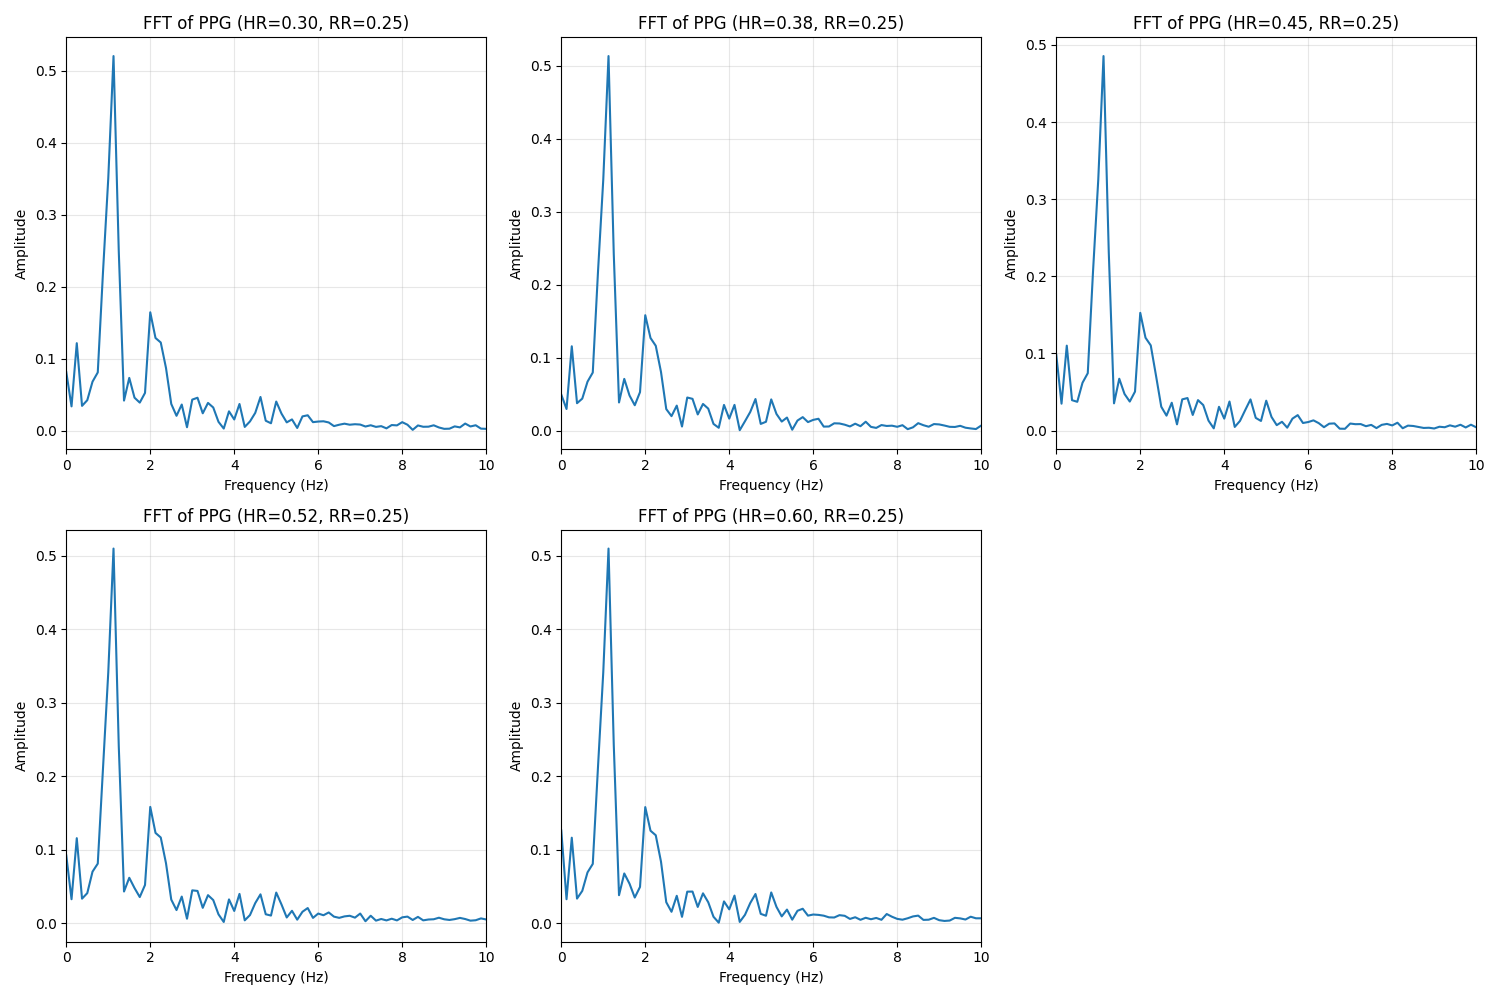 FFT of PPG (HR=0.30, RR=0.25)
Amplitude
0.5
0.4
0.3
0.2
0.1
0.0
0 2 4 6 8 10
Frequency (Hz)
FFT of PPG (HR=0.38, RR=0.25)
Amplitude
0.5
0.4
0.3
0.2
0.1
0.0
0 2 4 6 8 10
Frequency (Hz)
FFT of PPG (HR=0.45, RR=0.25)
Amplitude
0.5
0.4
0.3
0.2
0.1
0.0
0 2 4 6 8 10
Frequency (Hz)
FFT of PPG (HR=0.52, RR=0.25)
Amplitude
0.5
0.4
0.3
0.2
0.1
0.0
0 2 4 6 8 10
Frequency (Hz)
FFT of PPG (HR=0.60, RR=0.25)
Amplitude
0.5
0.4
0.3
0.2
0.1
0.0
0 2 4 6 8 10
Frequency (Hz)